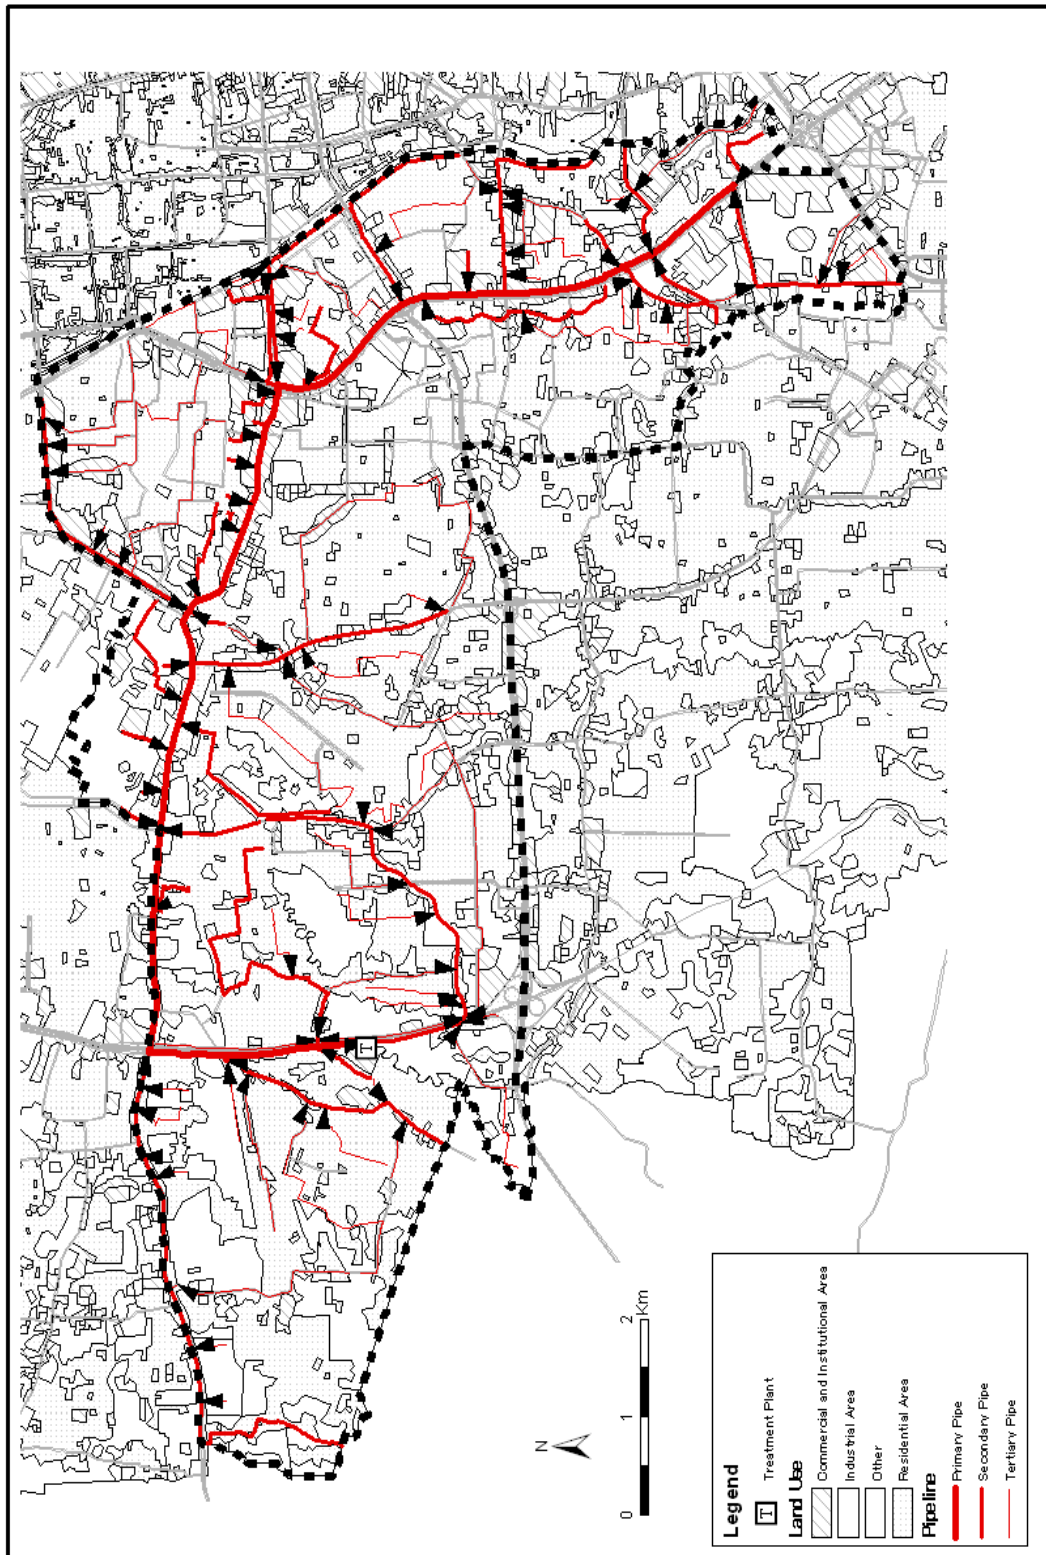 T
N
0
1
2
Km
Legend
T Treatment Plant
Land Use
Commercial and Institutional Area
Industrial Area
Other
Residential Area
Pipeline
Primary Pipe
Secondary Pipe
Tertiary Pipe